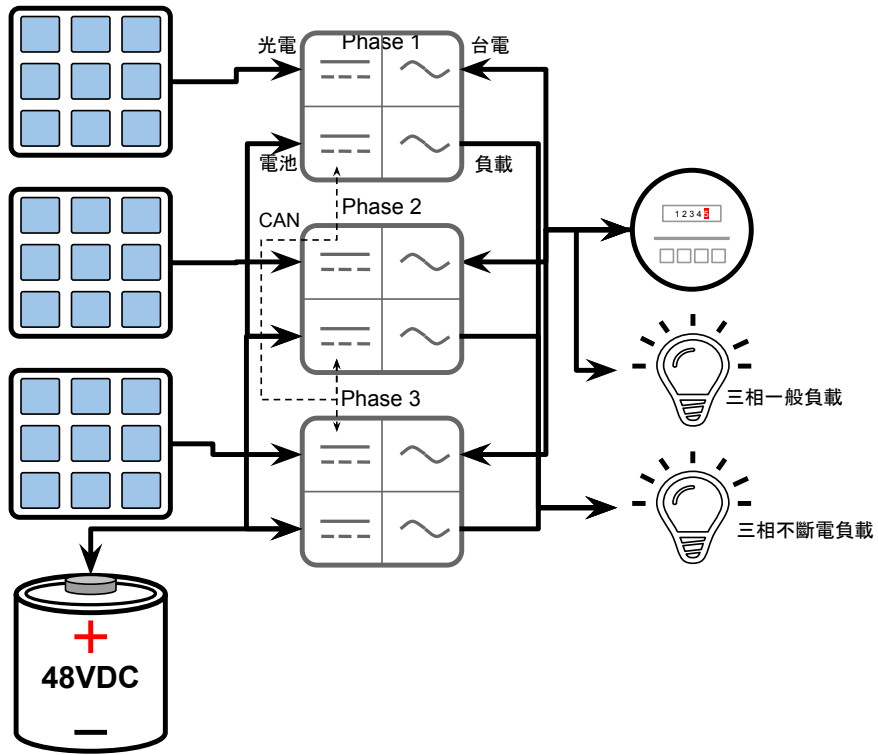 光電
Phase 1
台電
電池
負載
Phase 2
CAN
12345
Phase 3
三相一般負載
三相不斷電負載
+
48VDC